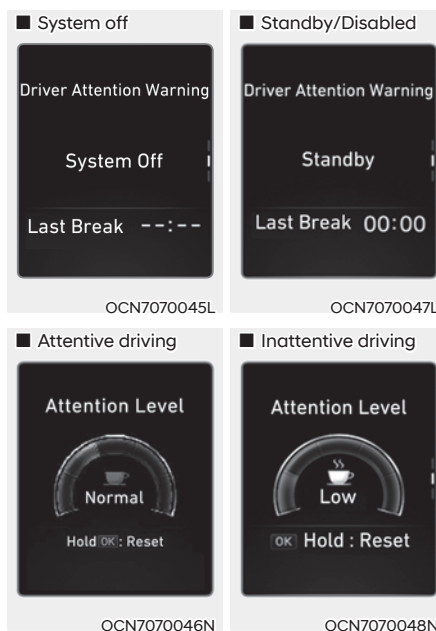 ■ System off
Driver Attention Warning
System Off
Last Break --:--
OCN7070045L
■ Standby/Disabled
Driver Attention Warning
Standby
Last Break 00:00
OCN7070047L
■ Attentive driving
Attention Level
Normal
Hold OK : Reset
OCN7070046N
■ Inattentive driving
Attention Level
Low
OK Hold : Reset
OCN7070048N